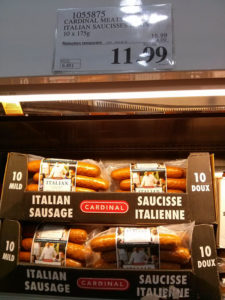 1055875
CARDINAL MEAT
ITALIAN SAUCISSES
10 x 175g
11.99
10
MILD
ITALIAN
SAUSAGE
CARDINAL
SAUCISSE
ITALIENNE
10
DOUX
ITALIAN
10
MILD
ITALIAN
SAUSAGE
CARDINAL
SAUCISSE
ITALIENNE
10
DOUX